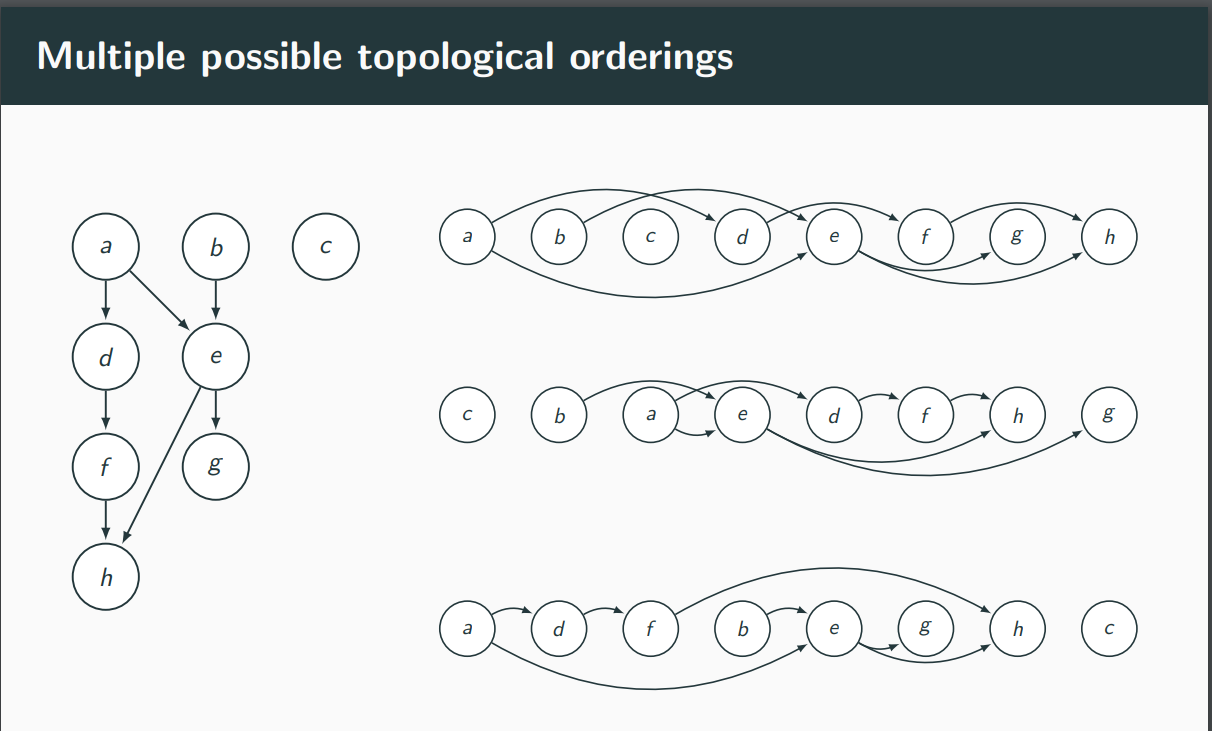 Multiple possible topological orderings
a b c
d e
f g
h
a b c d e f g h
c b a e d f h g
a d f b e g h c